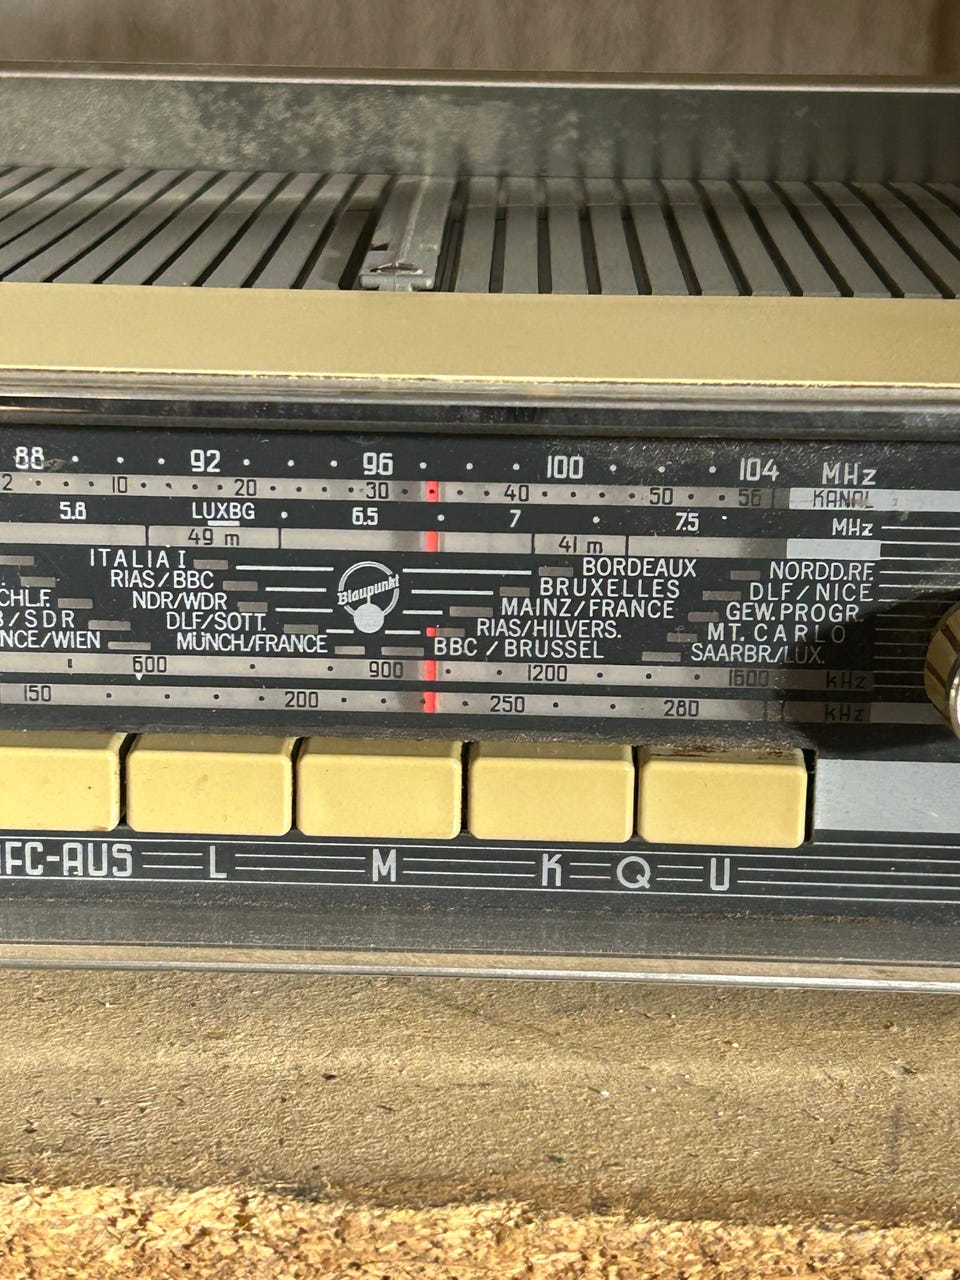 88 92 96 100 104 MHz
2 10 20 30 40 50 56 KANAL
5.8 LUXBG 6.5 7 7.5 MHz
49 m 41 m
ITALIA I BORDEAUX NORDD.RF.
RIAS/BBC BRUXELLES DLF/NICE
CHLF. NDR/WDR Blaupunkt MAINZ/FRANCE GEW.PROGR.
/SDR DLF/SOTT. RIAS/HILVERS. MT. CARLO
NCE/WIEN MÜNCH/FRANCE BBC / BRUSSEL SAARBR/LUX.
600 900 1200 1600 kHz
150 200 250 280 kHz
AFC-AUS L M K Q U